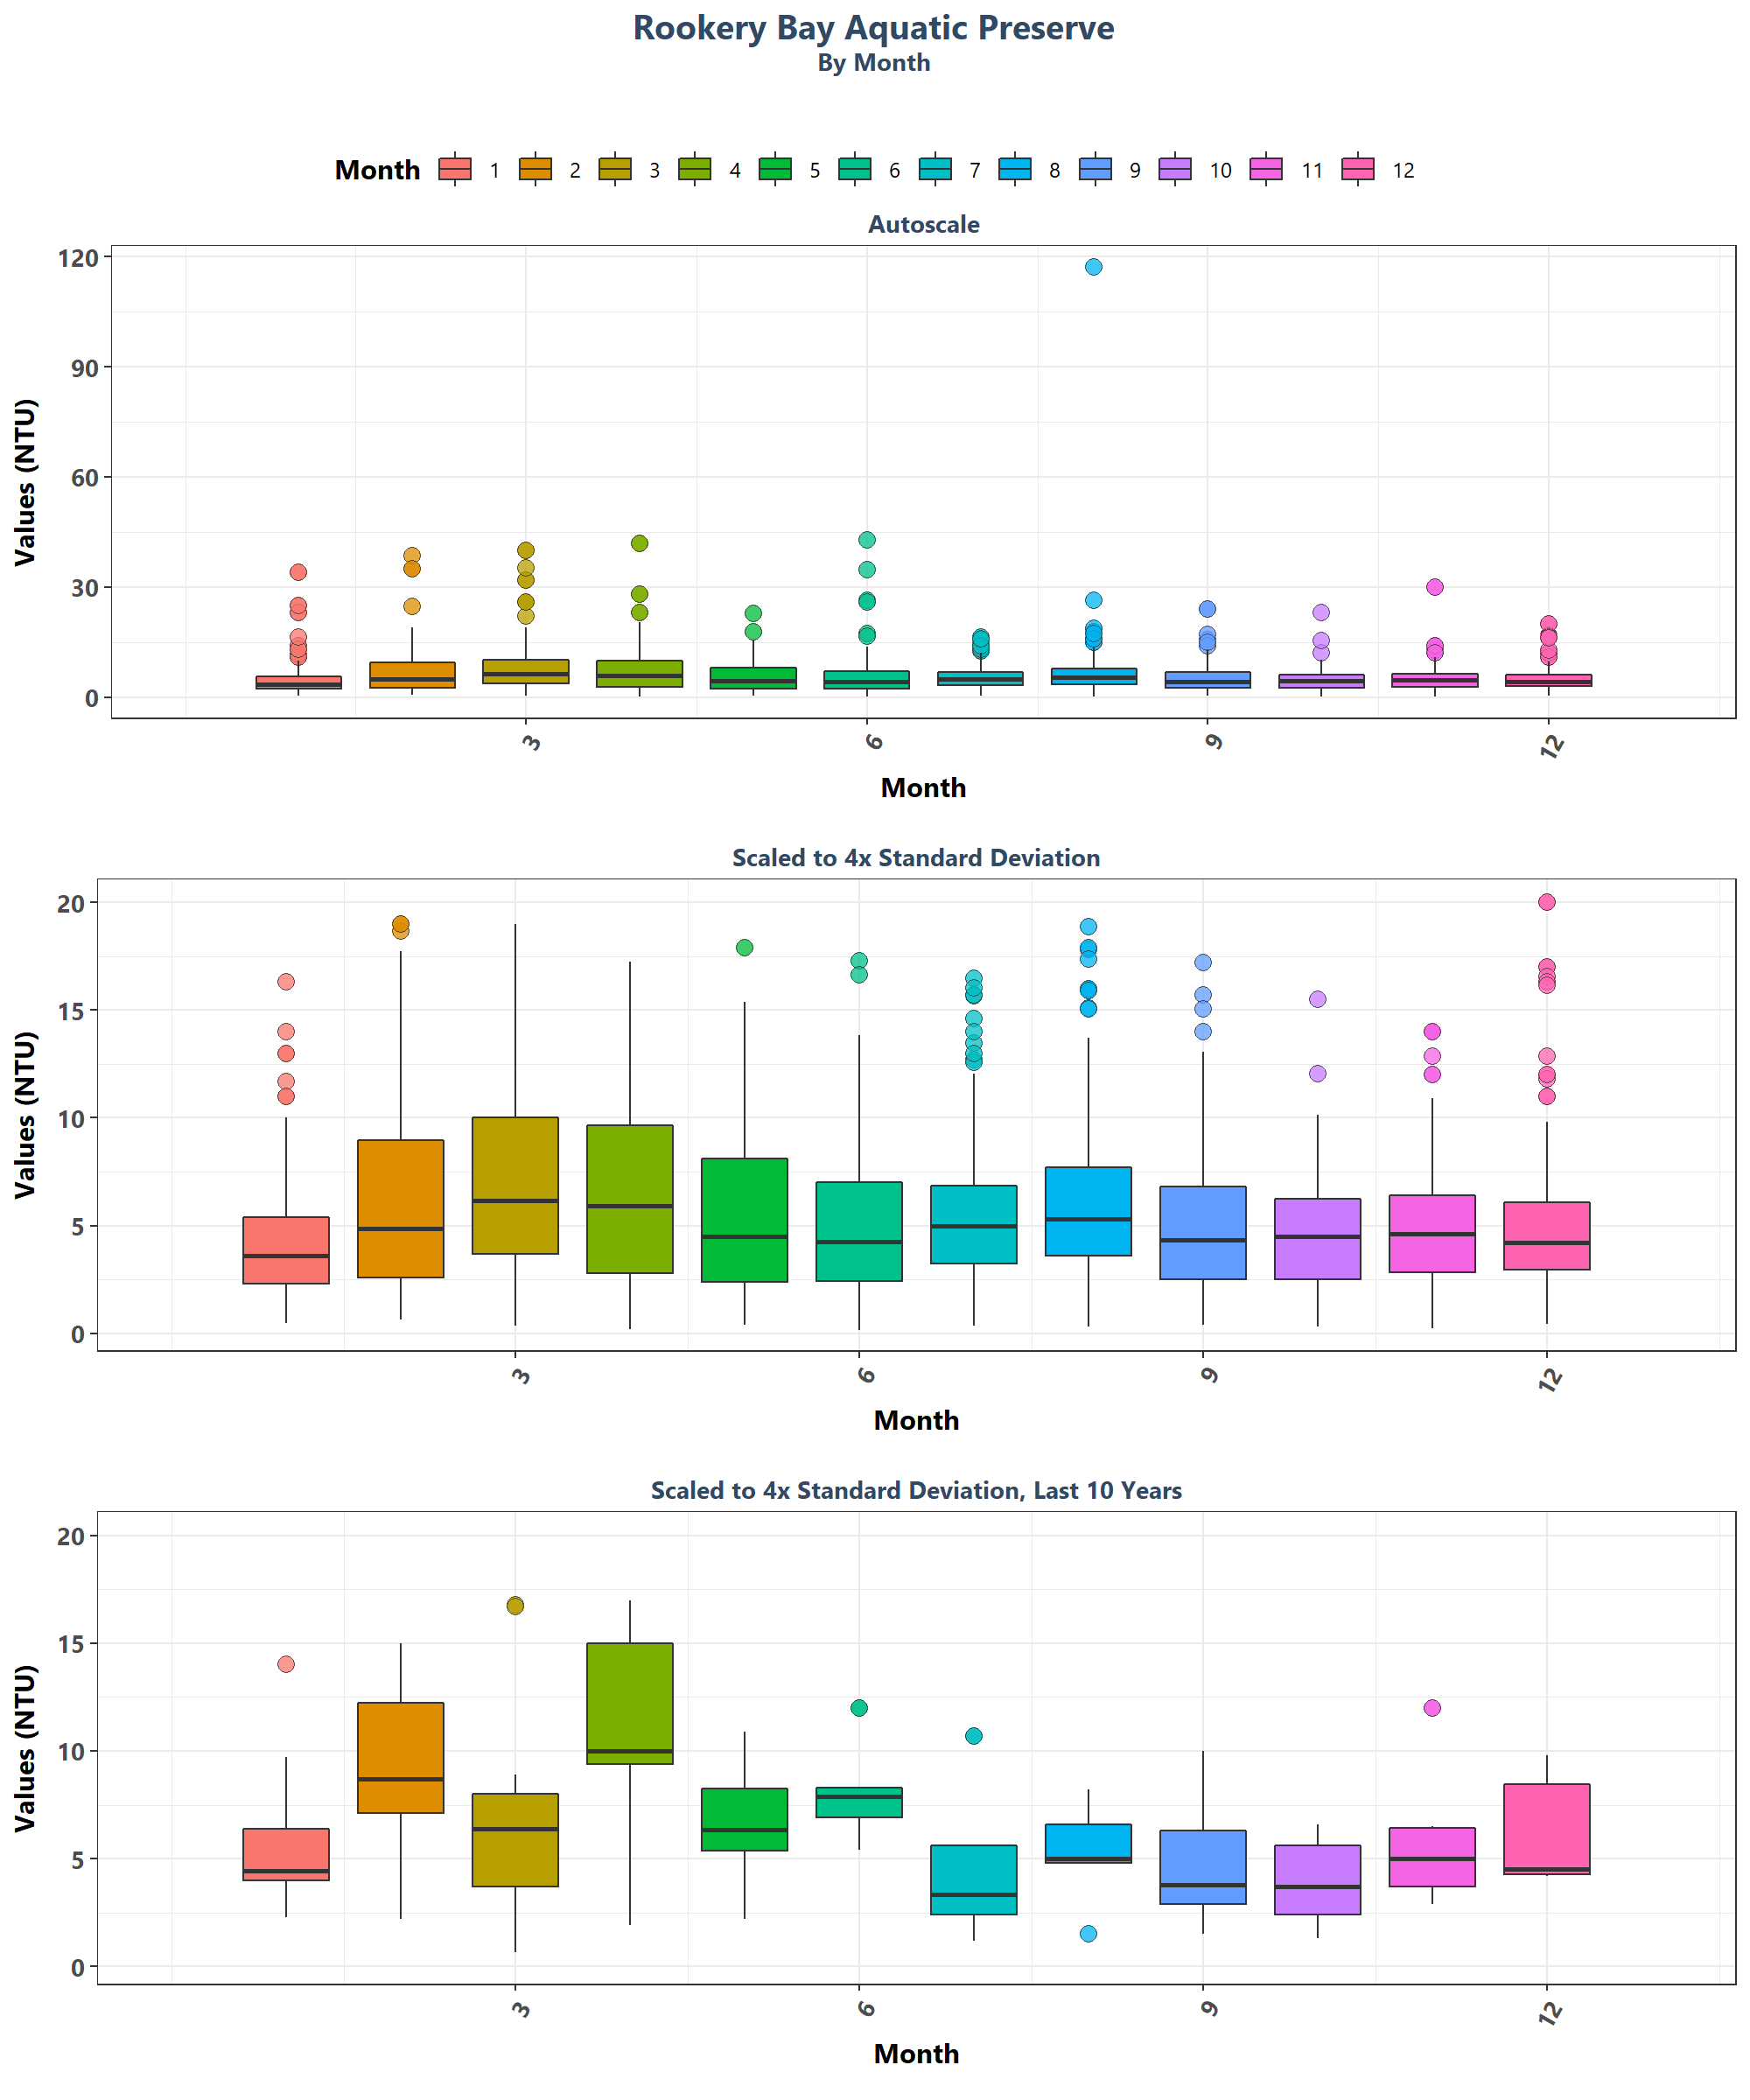 Rookery Bay Aquatic Preserve
By Month
Month 1 2 3 4 5 6 7 8 9 10 11 12
Autoscale
120
90
60
30
0
Values (NTU)
3 6 9 12
Month
Scaled to 4x Standard Deviation
20
15
10
5
0
Values (NTU)
3 6 9 12
Month
Scaled to 4x Standard Deviation, Last 10 Years
20
15
10
5
0
Values (NTU)
3 6 9 12
Month